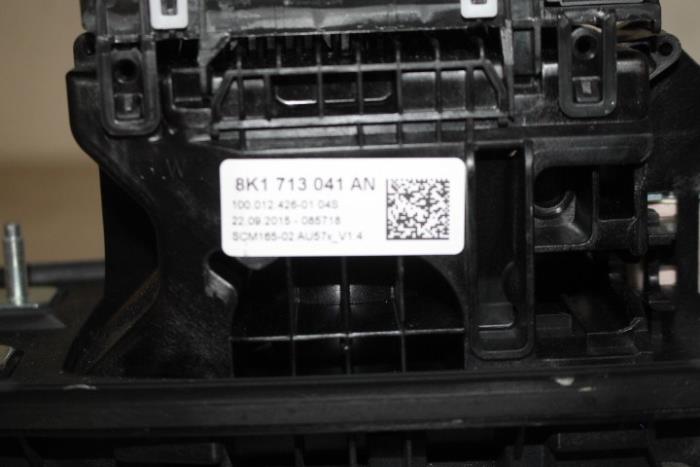 8K1 713 041 AN
100.012.426-01 04S
22.09.2015 - 085718
SCM165-02.AU57x_V1.4